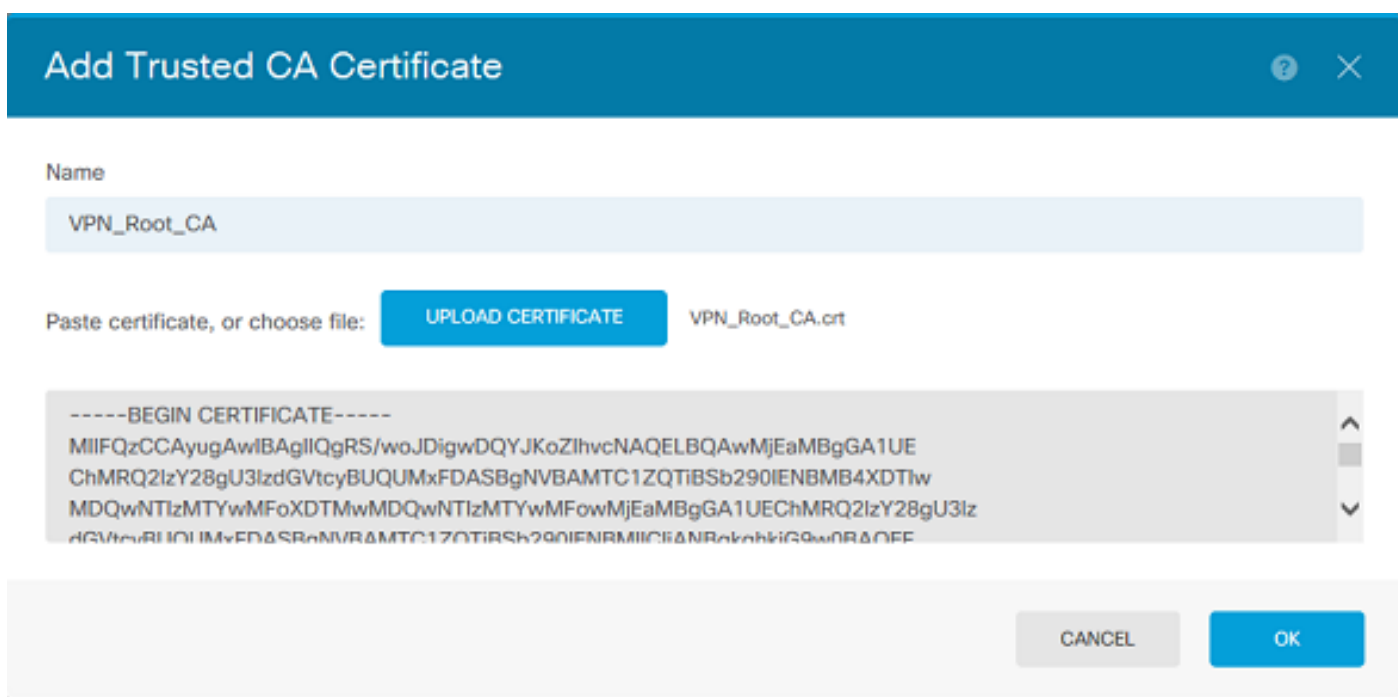 Add Trusted CA Certificate
Name
VPN_Root_CA
Paste certificate, or choose file:
UPLOAD CERTIFICATE
VPN_Root_CA.crt
-----BEGIN CERTIFICATE-----
MIIFQzCCAyugAwIBAgIIQgRS/woJDigwDQYJKoZIhvcNAQELBQAwMjEaMBgGA1UE
ChMRQ2lzY28gU3lzdGVtcyBUQUMxFDASBgNVBAMTC1ZQTiBSb290IENBMB4XDTIw
MDQwNTIzMTYwMFoXDTMwMDQwNTIzMTYwMFowMjEaMBgGA1UEChMRQ2lzY28gU3lz
dGVtcyBUQUMxFDASBgNVBAMTC1ZQTiBSb290IENBMIICIjANBgkqhkiG9w0BAQEF
CANCEL
OK